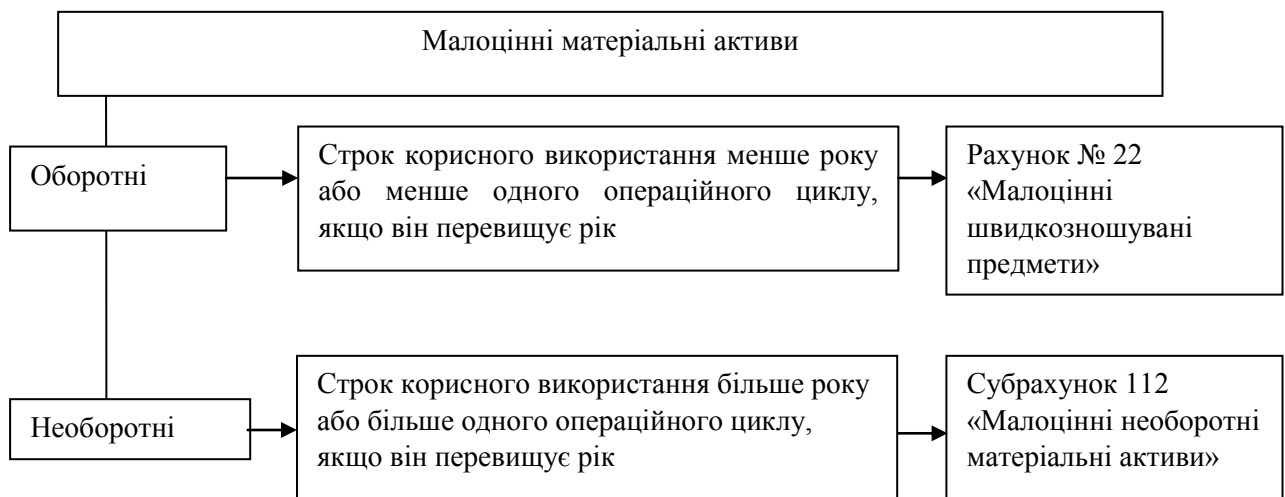 Малоцінні матеріальні активи
Оборотні
Строк корисного використання менше року
або менше одного операційного циклу,
якщо він перевищує рік
Рахунок № 22
«Малоцінні
швидкозношувані
предмети»
Необоротні
Строк корисного використання більше року
або більше одного операційного циклу,
якщо він перевищує рік
Субрахунок 112
«Малоцінні необоротні
матеріальні активи»